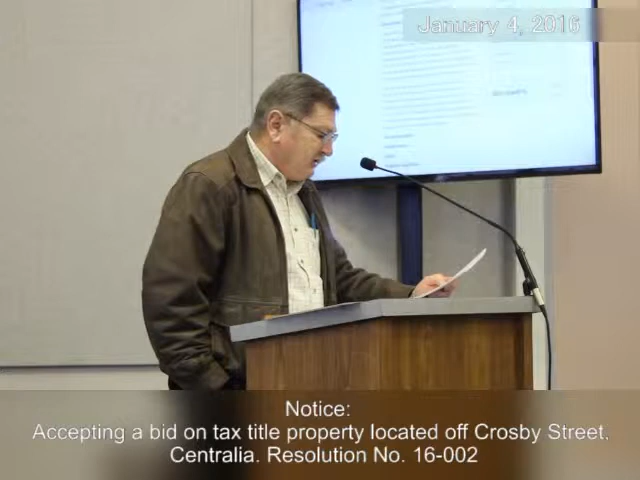 January 4, 2016
Notice:
Accepting a bid on tax title property located off Crosby Street,
Centralia. Resolution No. 16-002